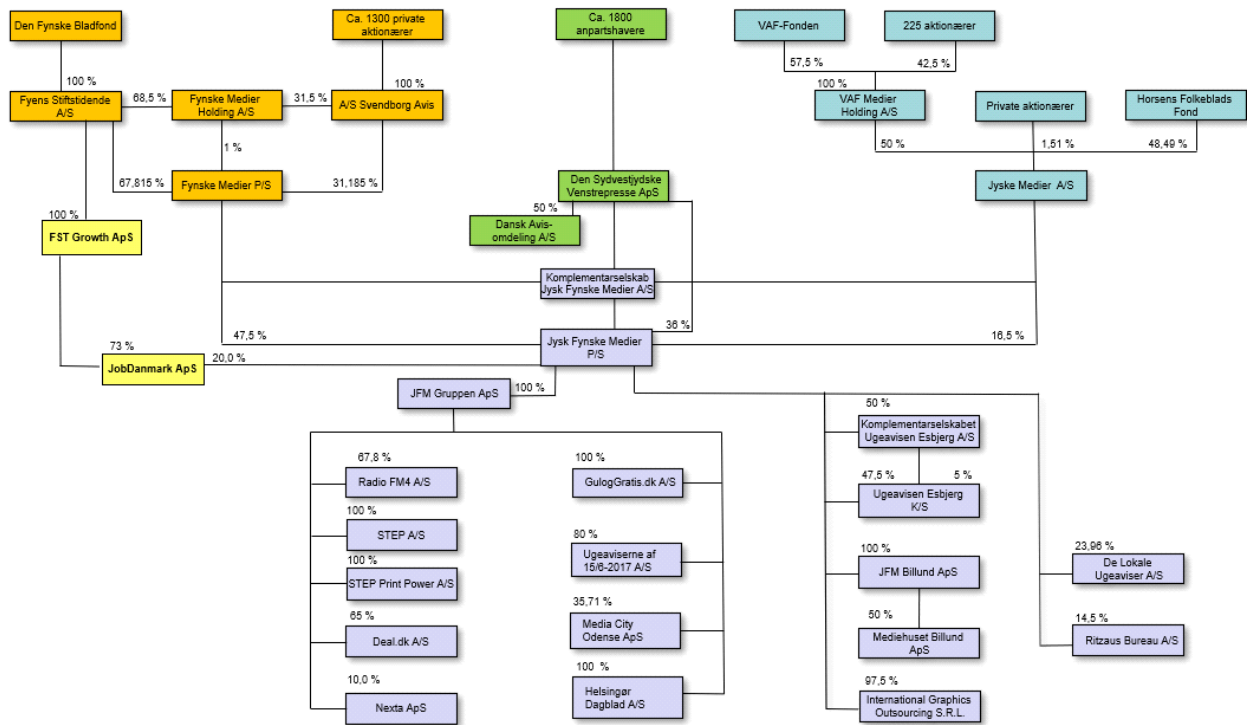 Den Fynske Bladfond
Ca. 1300 private
aktionærer
Ca. 1800
anpartshavere
VAF-Fonden
225 aktionærer
57,5 %
42,5 %
100 %
100 %
100 %
Fyens Stiftstidende
A/S
68,5 %
Fynske Medier
Holding A/S
31,5 %
A/S Svendborg Avis
VAF Medier
Holding A/S
Private aktionærer
Horsens Folkeblads
Fond
50 %
1,51 %
48,49 %
1 %
67,815 %
Fynske Medier P/S
31,185 %
Den Sydvestjydske
Venstrepresse ApS
Jyske Medier A/S
100 %
50 %
FST Growth ApS
Dansk Avis-
omdeling A/S
Komplementarselskab
Jysk Fynske Medier A/S
47,5 %
36 %
16,5 %
Jysk Fynske Medier
P/S
73 %
20,0 %
JobDanmark ApS
JFM Gruppen ApS
100 %
50 %
Komplementarselskabet
Ugeavisen Esbjerg A/S
67,8 %
100 %
47,5 %
5 %
Radio FM4 A/S
GulogGratis.dk A/S
Ugeavisen Esbjerg
K/S
100 %
STEP A/S
80 %
Ugeaviserne af
15/6-2017 A/S
100 %
JFM Billund ApS
23,96 %
De Lokale
Ugeaviser A/S
100 %
STEP Print Power A/S
65 %
Deal.dk A/S
35,71 %
Media City
Odense ApS
50 %
Mediehuset Billund
ApS
14,5 %
Ritzaus Bureau A/S
10,0 %
Nexta ApS
100 %
Helsingør
Dagblad A/S
97,5 %
International Graphics
Outsourcing S.R.L.